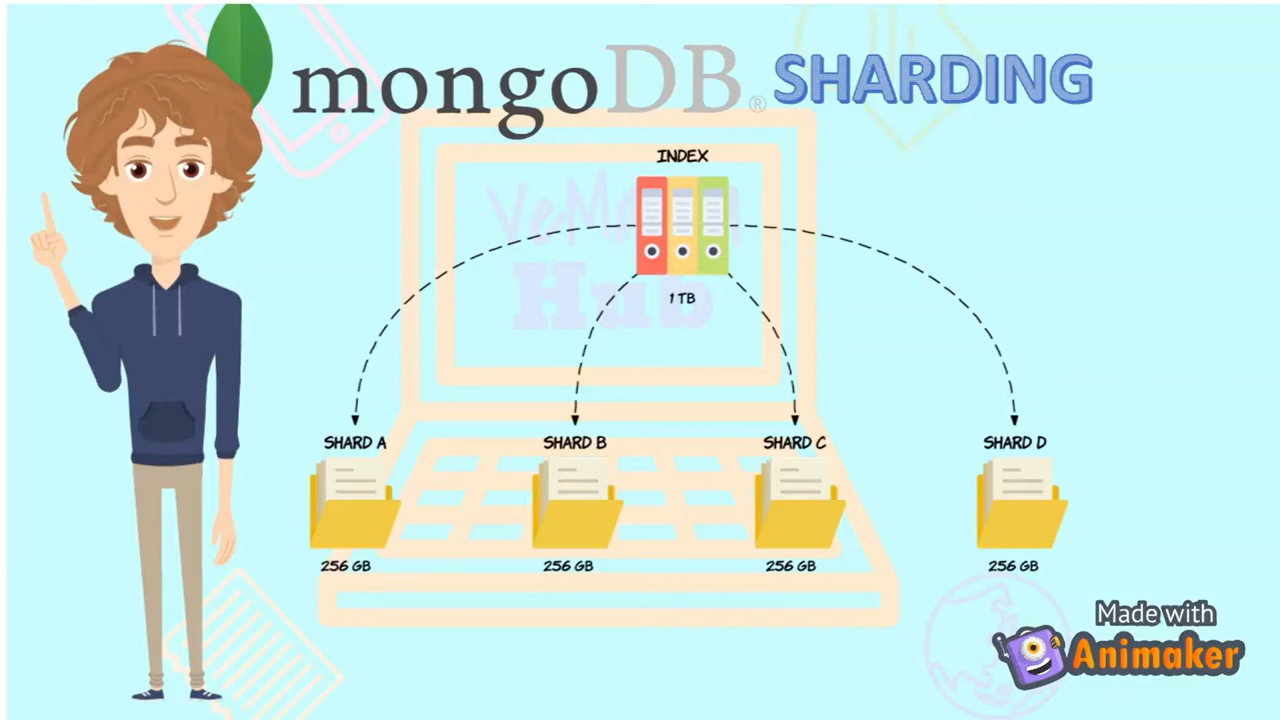 mongoDB® SHARDING
INDEX
1 TB
SHARD A SHARD B SHARD C SHARD D
256 GB 256 GB 256 GB 256 GB
Made with
Animaker
Hub